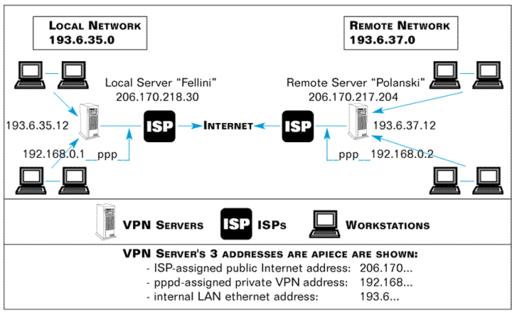 LOCAL NETWORK
193.6.35.0
REMOTE NETWORK
193.6.37.0
Local Server "Fellini"
206.170.218.30
Remote Server "Polanski"
206.170.217.204
193.6.35.12
ISP
INTERNET
ISP
193.6.37.12
192.168.0.1 ppp
ppp 192.168.0.2
VPN SERVERS
ISP
ISPs
WORKSTATIONS
VPN SERVER'S 3 ADDRESSES ARE APIECE ARE SHOWN:
- ISP-assigned public Internet address: 206.170...
- pppd-assigned private VPN address: 192.168...
- internal LAN ethernet address: 193.6...